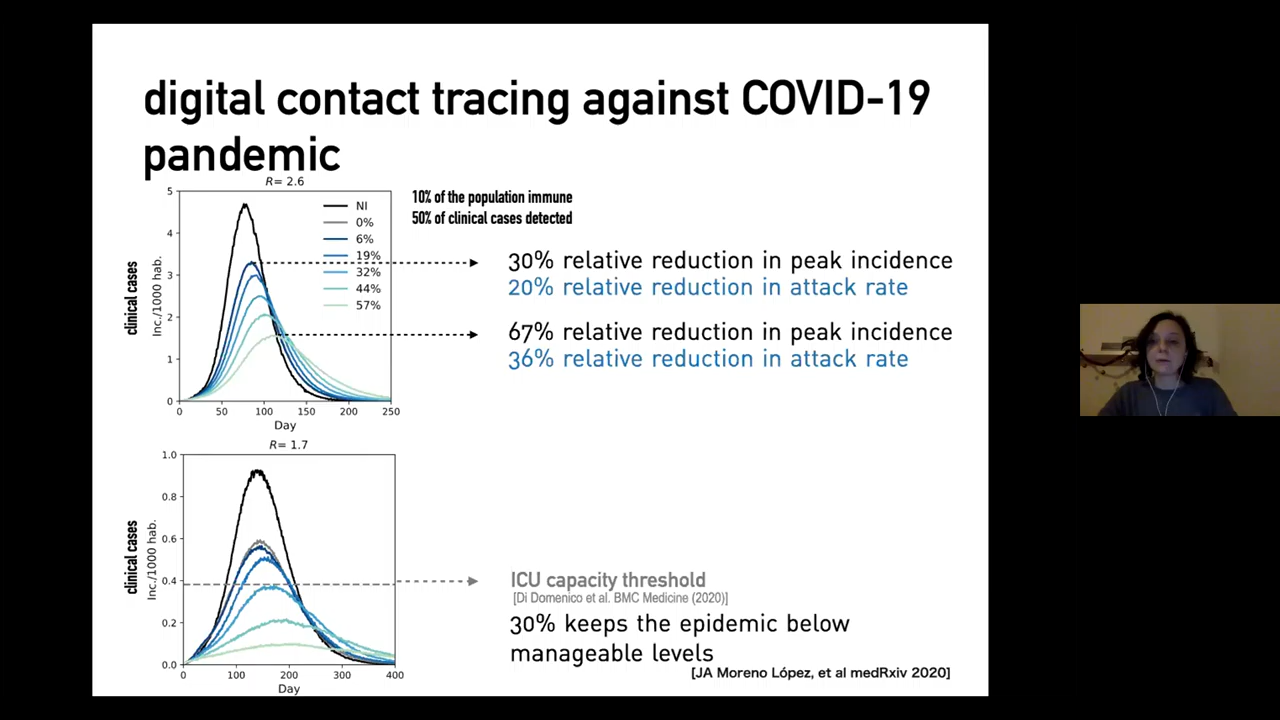 digital contact tracing against COVID-19
pandemic
R= 2.6
10% of the population immune
50% of clinical cases detected
NI
0%
6%
19%
32%
44%
57%
5
4
3
2
1
0
clinical cases
Inc./1000 hab.
0 50 100 150 200 250
Day
30% relative reduction in peak incidence
20% relative reduction in attack rate
67% relative reduction in peak incidence
36% relative reduction in attack rate
R= 1.7
1.0
0.8
0.6
0.4
0.2
0.0
clinical cases
Inc./1000 hab.
0 100 200 300 400
Day
ICU capacity threshold
[Di Domenico et al. BMC Medicine (2020)]
30% keeps the epidemic below
manageable levels
[JA Moreno López, et al medRxiv 2020]